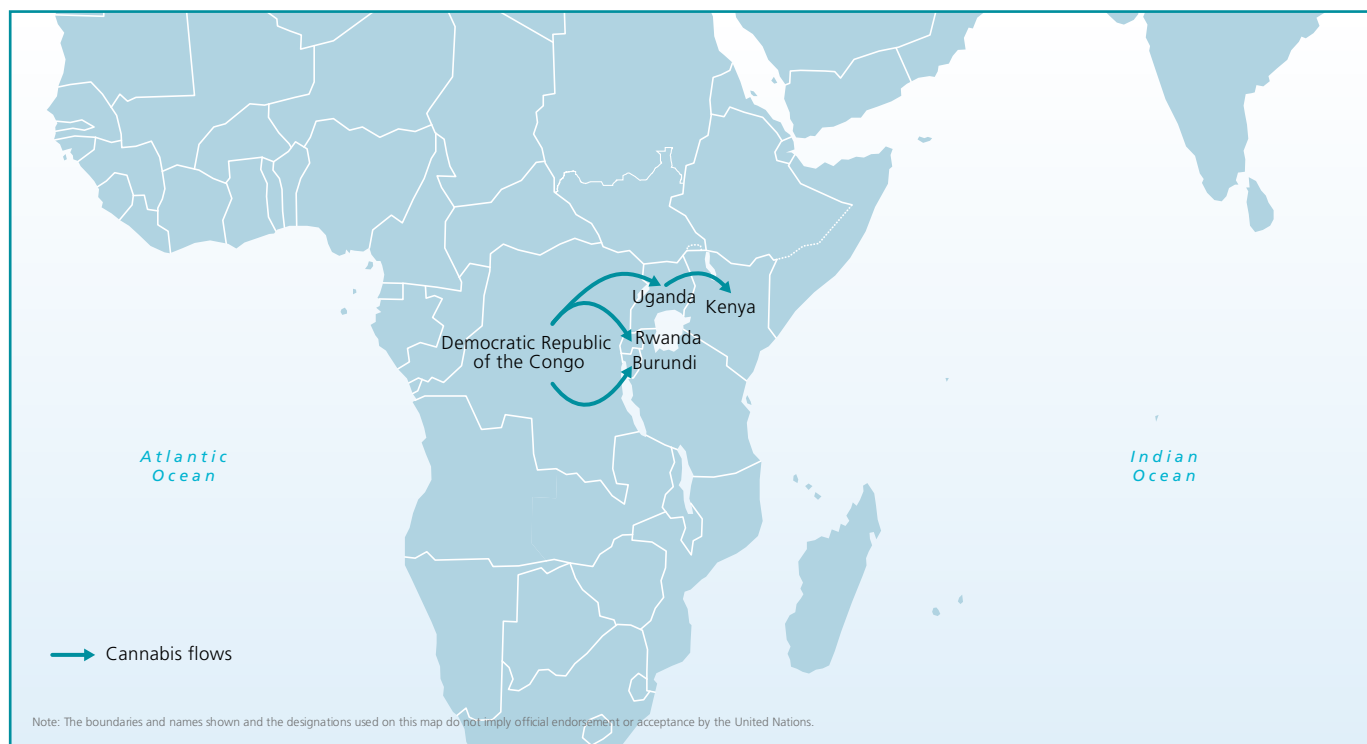 Uganda
Kenya
Rwanda
Democratic Republic
of the Congo
Burundi
Atlantic
Ocean
Indian
Ocean
Cannabis flows
Note: The boundaries and names shown and the designations used on this map do not imply official endorsement or acceptance by the United Nations.